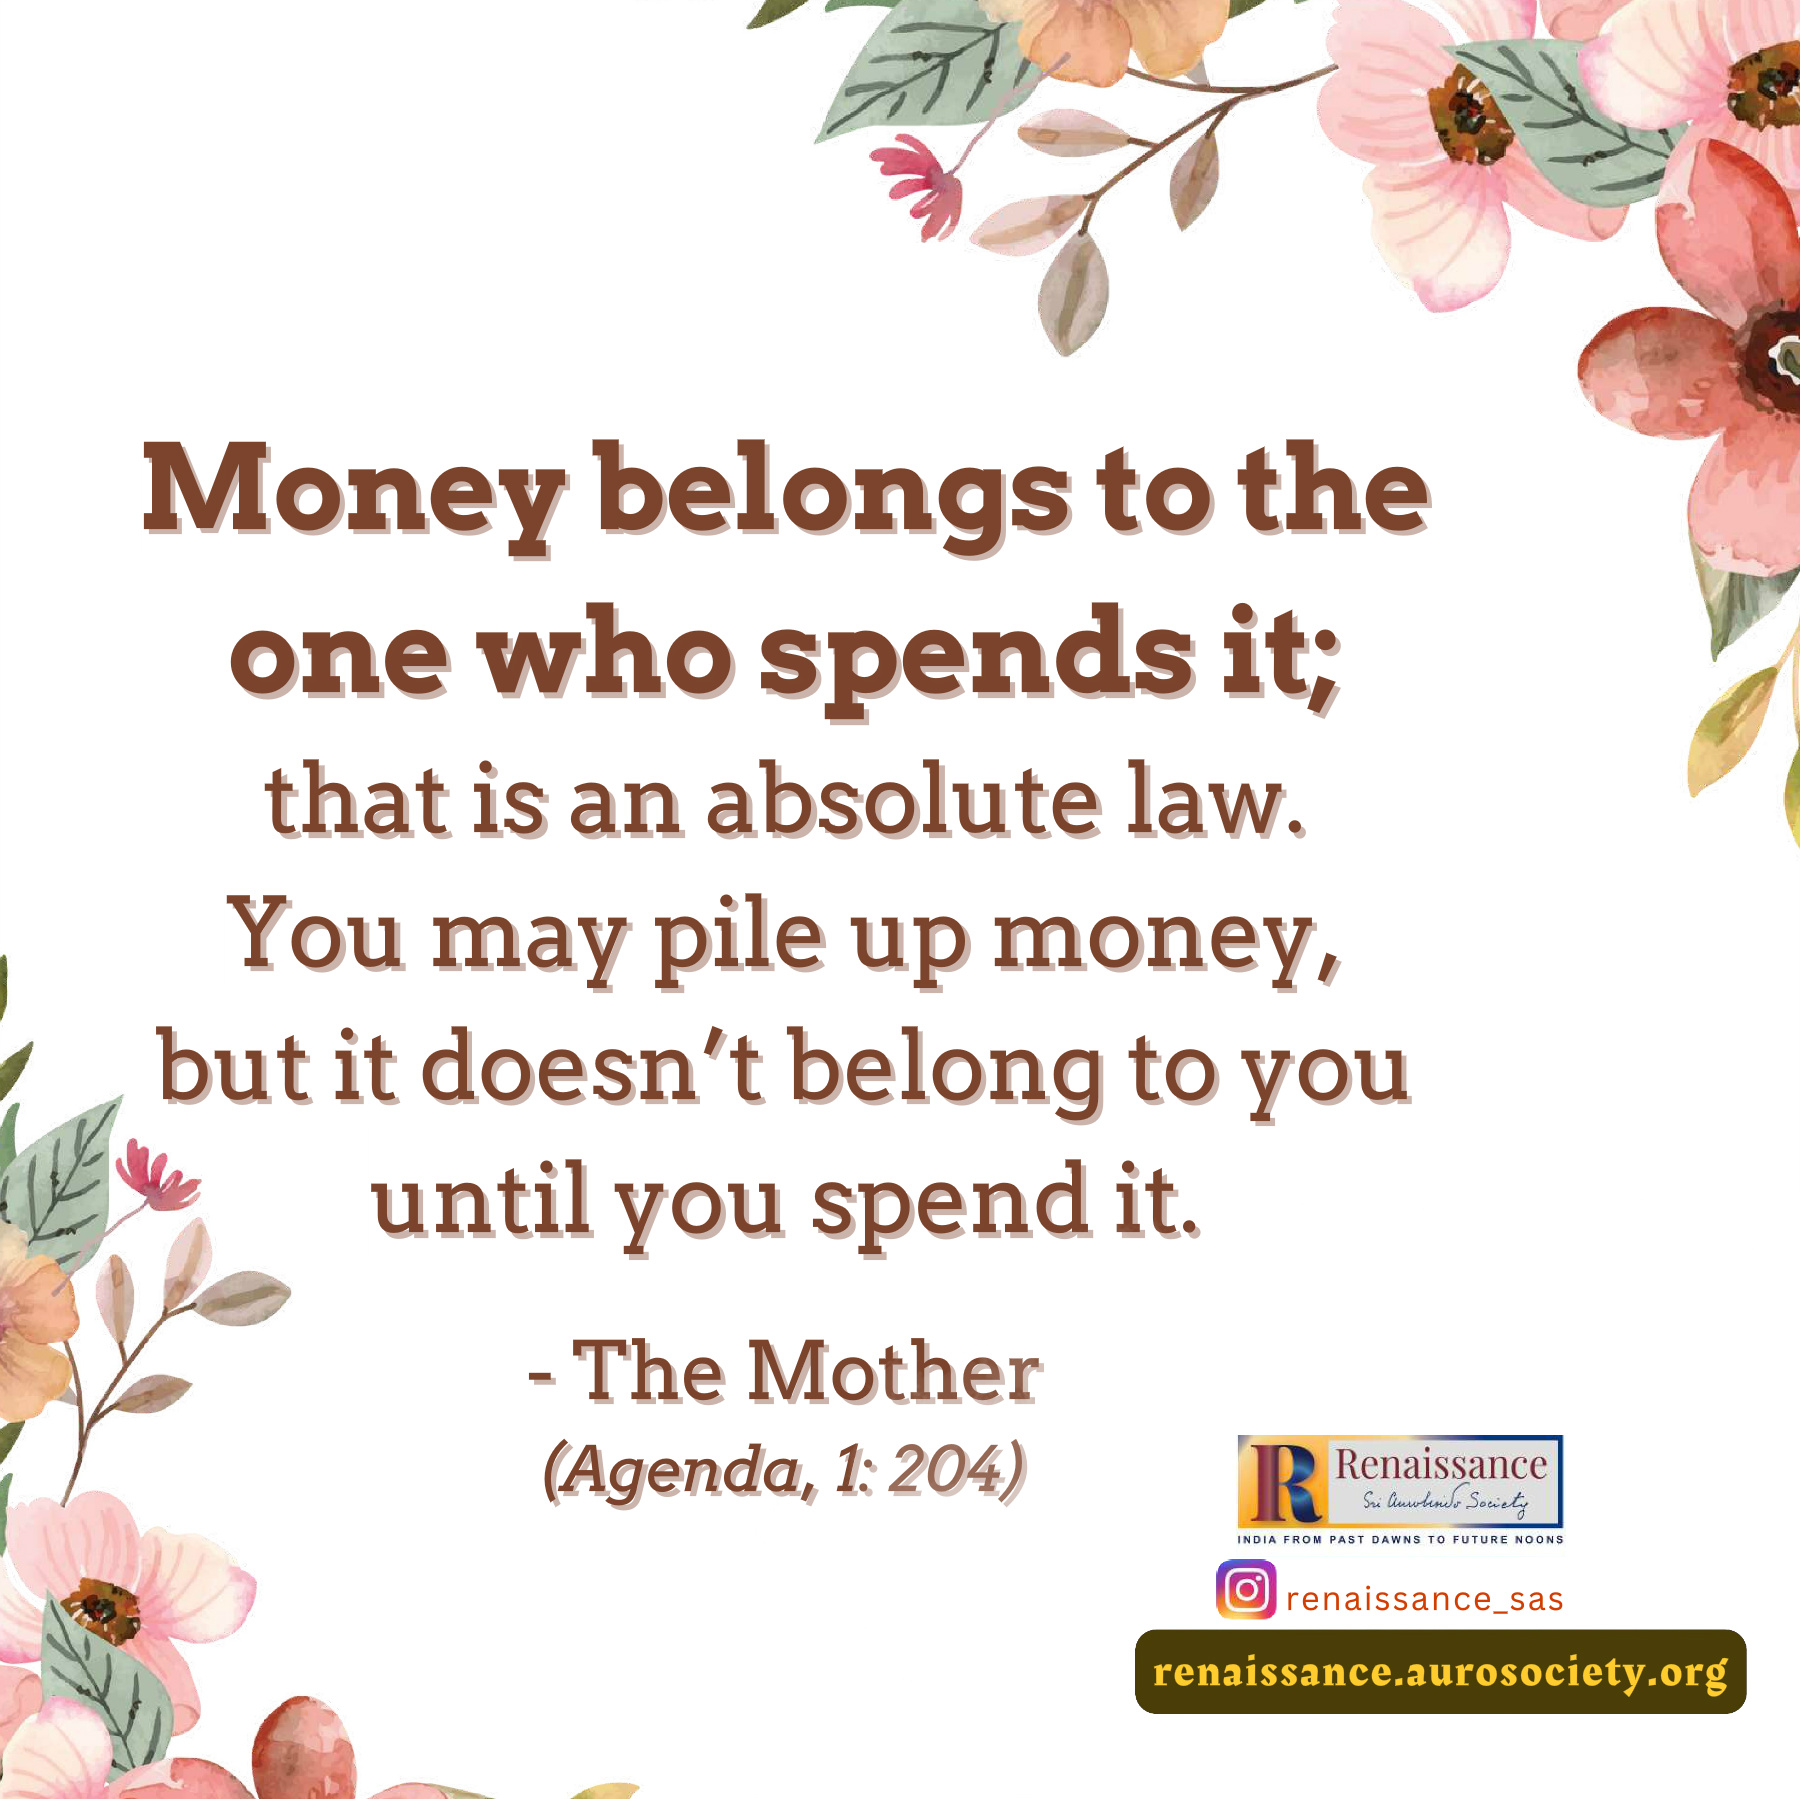 Money belongs to the
one who spends it;
that is an absolute law.
You may pile up money,
but it doesn’t belong to you
until you spend it.
- The Mother
(Agenda, 1: 204)
R Renaissance
Sri Aurobindo Society
INDIA FROM PAST DAWNS TO FUTURE NOONS
renaissance_sas
renaissance.aurosociety.org